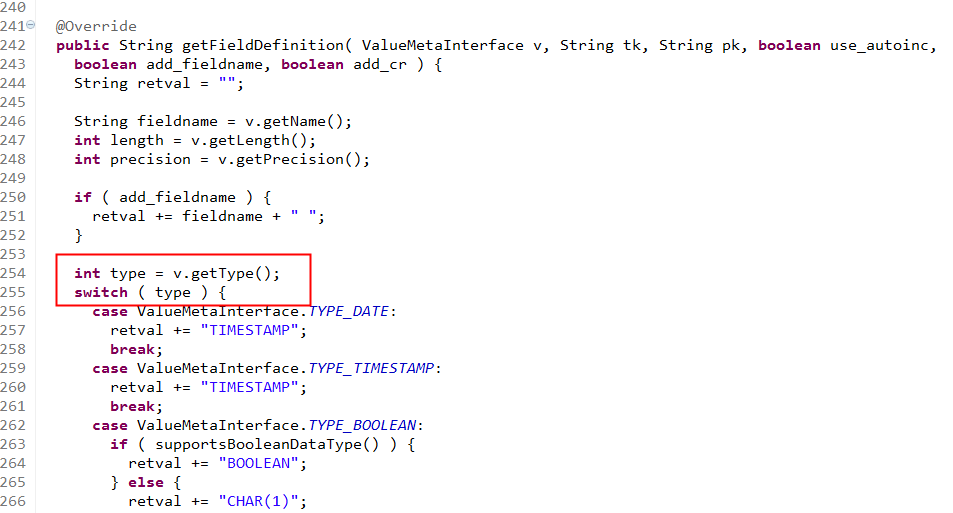 240
241 @Override
242 public String getFieldDefinition( ValueMetaInterface v, String tk, String pk, boolean use_autoinc,
243 boolean add_fieldname, boolean add_cr ) {
244 String retval = "";
245
246 String fieldname = v.getName();
247 int length = v.getLength();
248 int precision = v.getPrecision();
249
250 if ( add_fieldname ) {
251 retval += fieldname + " ";
252 }
253
254 int type = v.getType();
255 switch ( type ) {
256 case ValueMetaInterface.TYPE_DATE:
257 retval += "TIMESTAMP";
258 break;
259 case ValueMetaInterface.TYPE_TIMESTAMP:
260 retval += "TIMESTAMP";
261 break;
262 case ValueMetaInterface.TYPE_BOOLEAN:
263 if ( supportsBooleanDataType() ) {
264 retval += "BOOLEAN";
265 } else {
266 retval += "CHAR(1)";